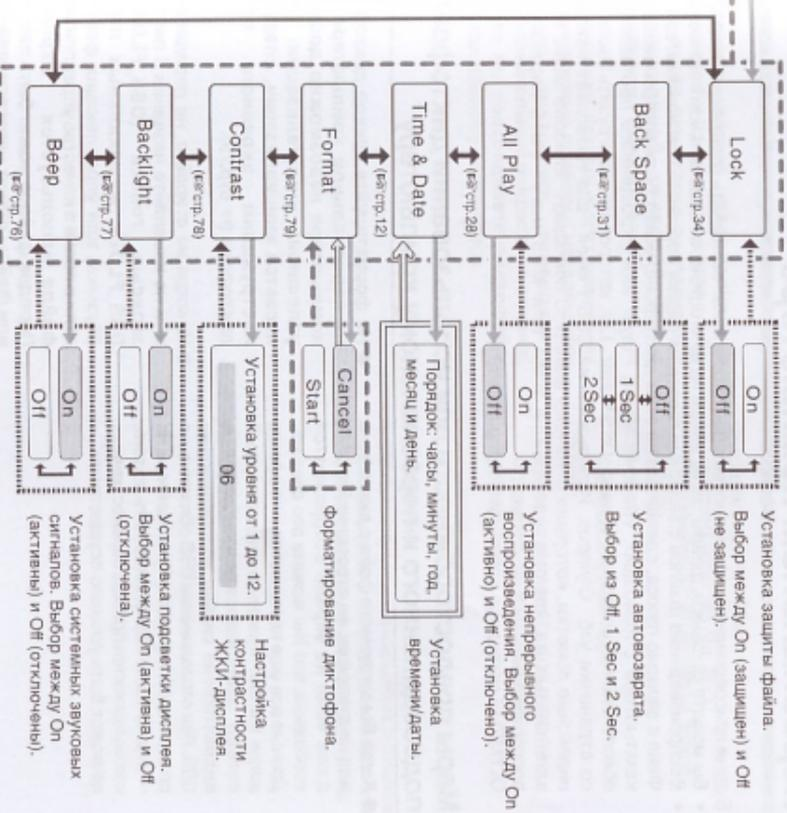 Lock
(☞стр.34)
On
Off
Установка защиты файла.
Выбор между On (защищен) и Off
(не защищен).
Back Space
(☞стр.31)
Off
1 Sec
2 Sec
Установка автовозврата.
Выбор из Off, 1 Sec и 2 Sec.
All Play
(☞стр.28)
On
Off
Установка непрерывного
воспроизведения. Выбор между On
(активно) и Off (отключено).
Time & Date
(☞стр.12)
Порядок: часы, минуты, год,
месяц и день.
Установка
времени/даты.
Format
(☞стр.79)
Cancel
Start
Форматирование диктофона.
Contrast
(☞стр.78)
Установка уровня от 1 до 12.
06
Настройка
контрастности
ЖКИ-дисплея.
Backlight
(☞стр.77)
On
Off
Установка подсветки дисплея.
Выбор между On (активна) и Off
(отключена).
Beep
(☞стр.76)
On
Off
Установка системных звуковых
сигналов. Выбор между On
(активны) и Off (отключены).